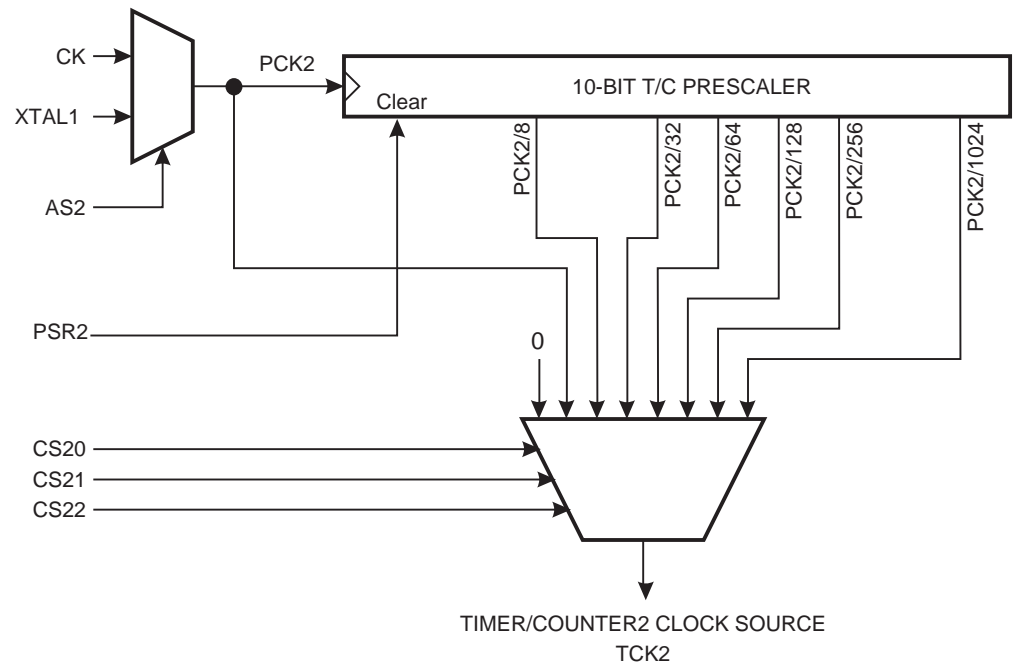 CK
PCK2
10-BIT T/C PRESCALER
Clear
XTAL1
PCK2/8
PCK2/32
PCK2/64
PCK2/128
PCK2/256
PCK2/1024
AS2
PSR2
0
CS20
CS21
CS22
TIMER/COUNTER2 CLOCK SOURCE
TCK2